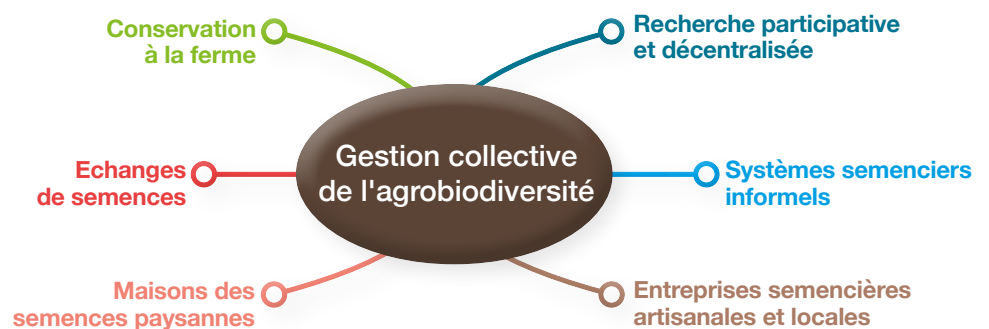 Conservation
à la ferme
Recherche participative
et décentralisée
Gestion collective
de l'agrobiodiversité
Echanges
de semences
Systèmes semenciers
informels
Maisons des
semences paysannes
Entreprises semencières
artisanales et locales